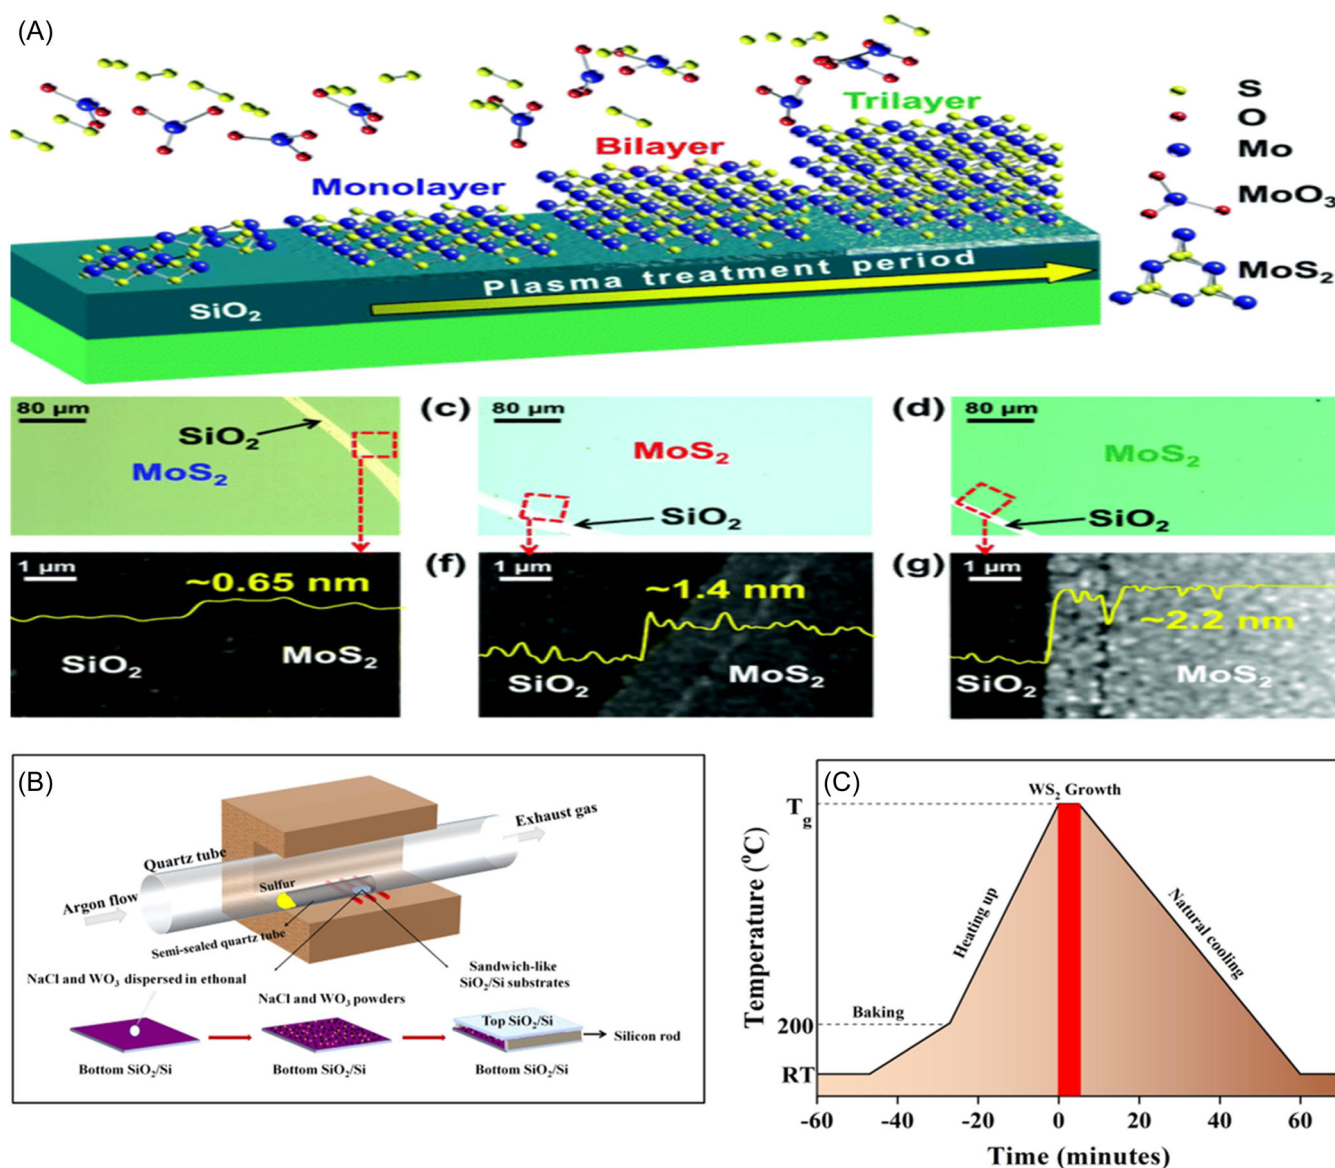 (A)
Trilayer
Bilayer
Monolayer
S
O
Mo
MoO₃
MoS₂
Plasma treatment period
SiO₂
80 μm
SiO₂
MoS₂
(c)
80 μm
MoS₂
SiO₂
(d)
80 μm
MoS₂
SiO₂
1 μm
~0.65 nm
SiO₂
MoS₂
(f)
1 μm
~1.4 nm
SiO₂
MoS₂
(g)
1 μm
~2.2 nm
SiO₂
MoS₂
(B)
Exhaust gas
Quartz tube
Sulfur
Argon flow
Semi-sealed quartz tube
NaCl and WO₃ dispersed in ethonal
Sandwich-like
SiO₂/Si substrates
NaCl and WO₃ powders
Top SiO₂/Si
Silicon rod
Bottom SiO₂/Si
Bottom SiO₂/Si
Bottom SiO₂/Si
(C)
WS₂ Growth
T_g
Temperature (°C)
Heating up
Natural cooling
Baking
200
RT
-60
-40
-20
0
20
40
60
Time (minutes)